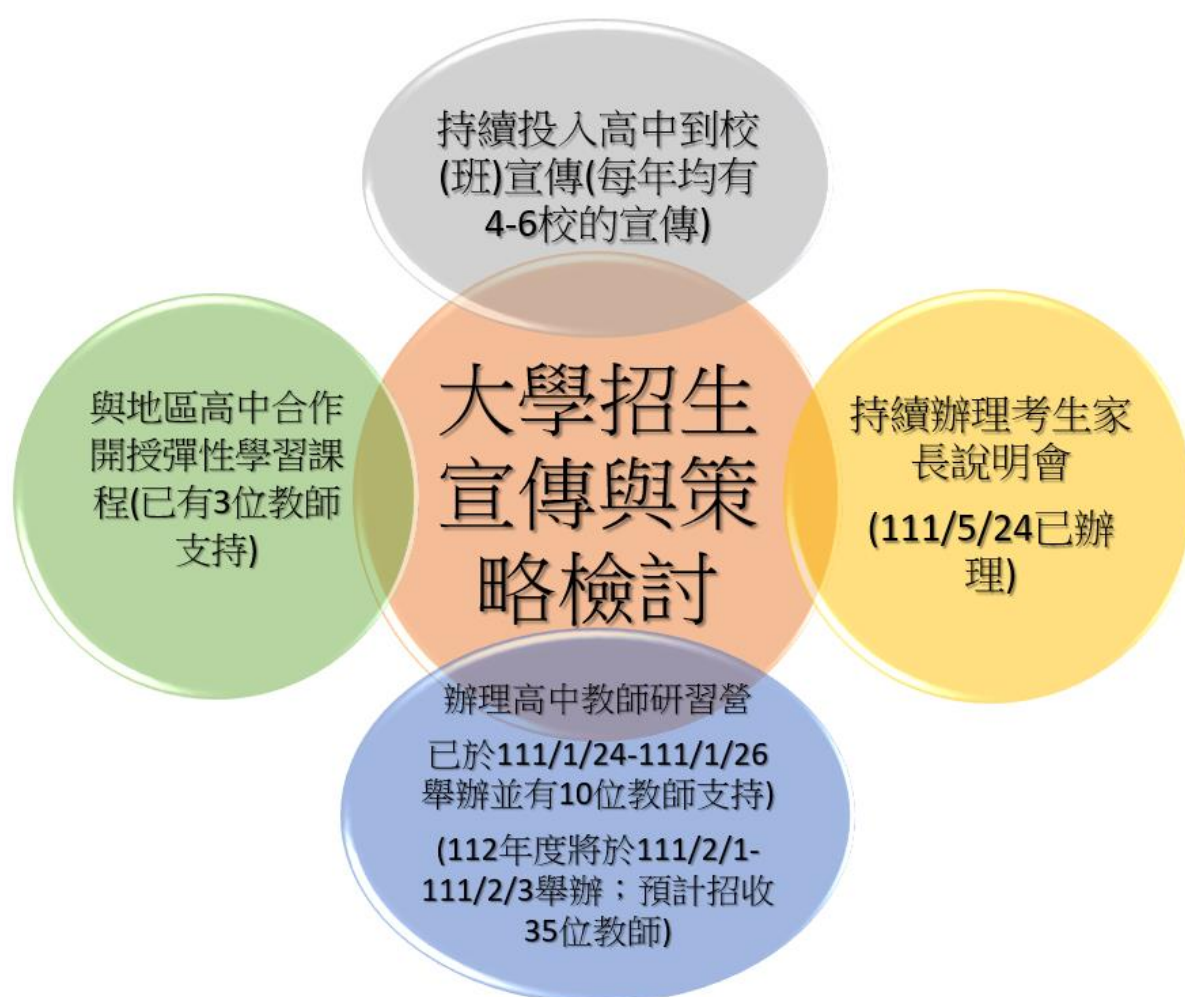 持續投入高中到校
(班)宣傳(每年均有
4-6校的宣傳)
與地區高中合作
開授彈性學習課
程(已有3位教師
支持)
大學招生
宣傳與策
略檢討
持續辦理考生家
長說明會
(111/5/24已辦
理)
辦理高中教師研習營
已於111/1/24-111/1/26
舉辦並有10位教師支持)
(112年度將於111/2/1-
111/2/3舉辦；預計招收
35位教師)